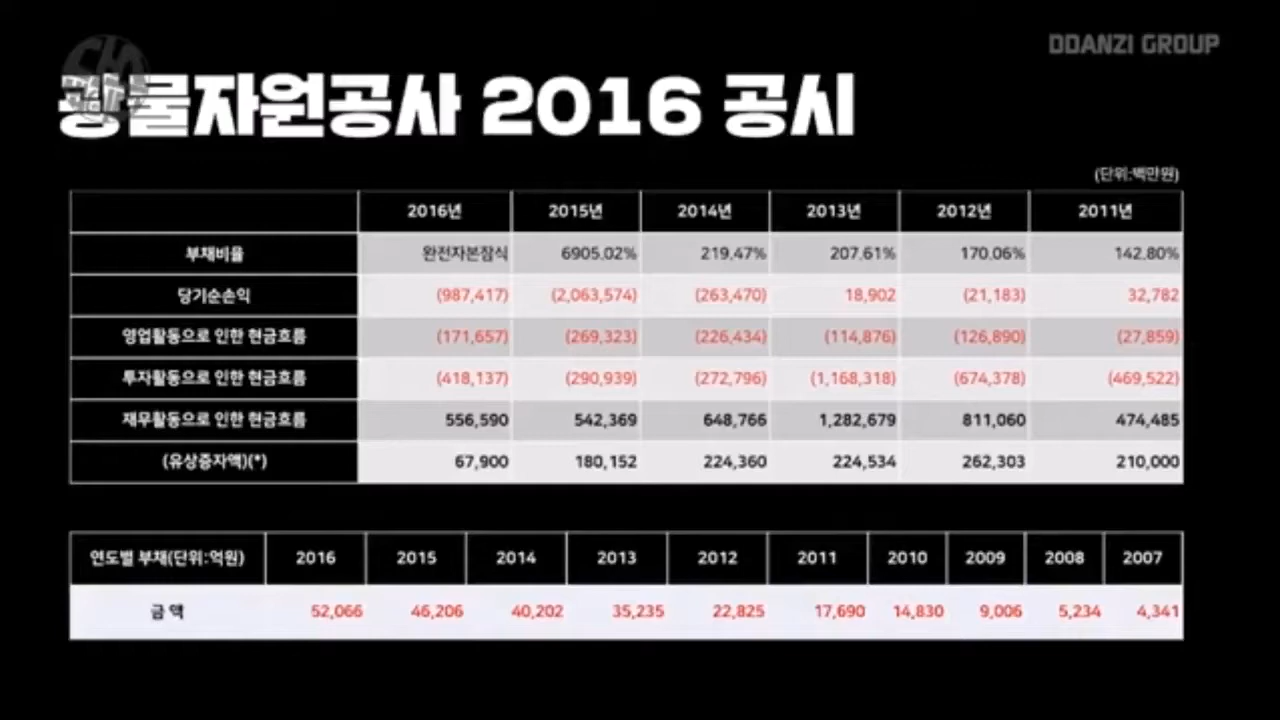 DDANZI GROUP
광물자원공사 2016 공시
(단위:백만원)
2016년 2015년 2014년 2013년 2012년 2011년
부채비율 완전자본잠식 6905.02% 219.47% 207.61% 170.06% 142.80%
당기순손익 (987,417) (2,063,574) (263,470) 18,902 (21,183) 32,782
영업활동으로 인한 현금흐름 (171,657) (269,323) (226,434) (114,876) (126,890) (27,859)
투자활동으로 인한 현금흐름 (418,137) (290,939) (272,796) (1,168,318) (674,378) (469,522)
재무활동으로 인한 현금흐름 556,590 542,369 648,766 1,282,679 811,060 474,485
(유상증자액)(*) 67,900 180,152 224,360 224,534 262,303 210,000
연도별 부채(단위:억원) 2016 2015 2014 2013 2012 2011 2010 2009 2008 2007
금 액 52,066 46,206 40,202 35,235 22,825 17,690 14,830 9,006 5,234 4,341